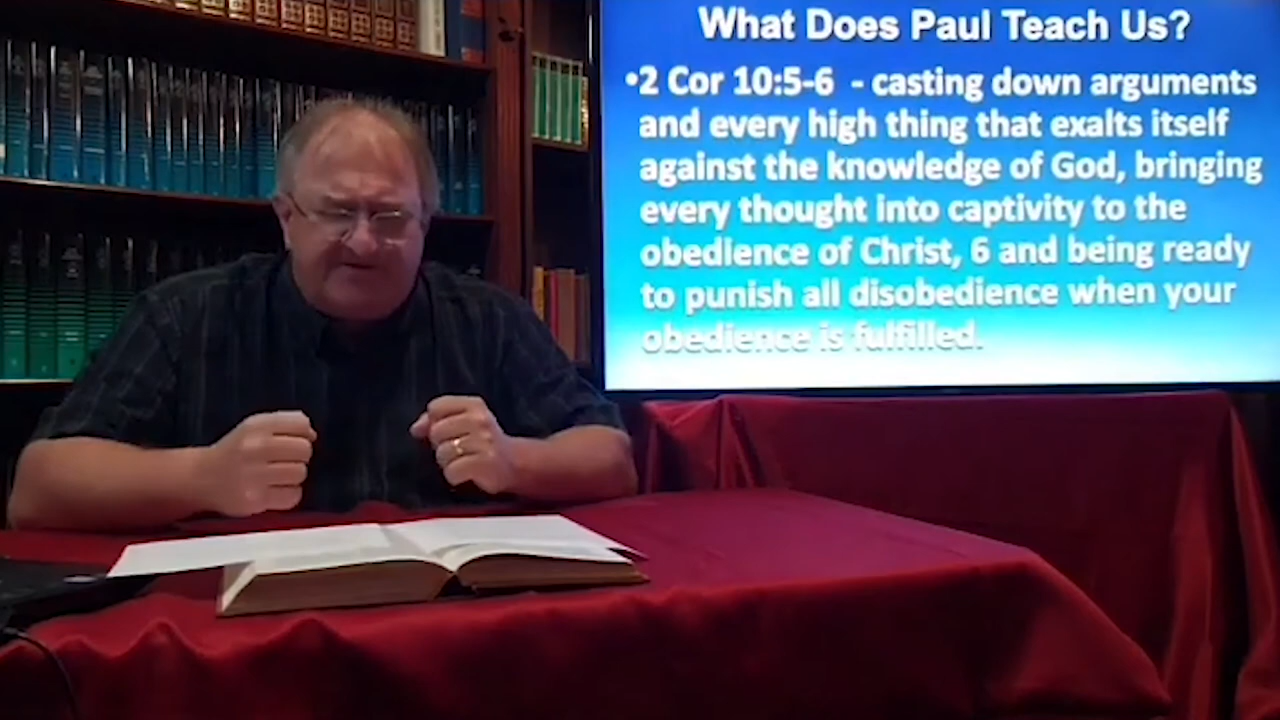 What Does Paul Teach Us?
•2 Cor 10:5-6 - casting down arguments
and every high thing that exalts itself
against the knowledge of God, bringing
every thought into captivity to the
obedience of Christ, 6 and being ready
to punish all disobedience when your
obedience is fulfilled.